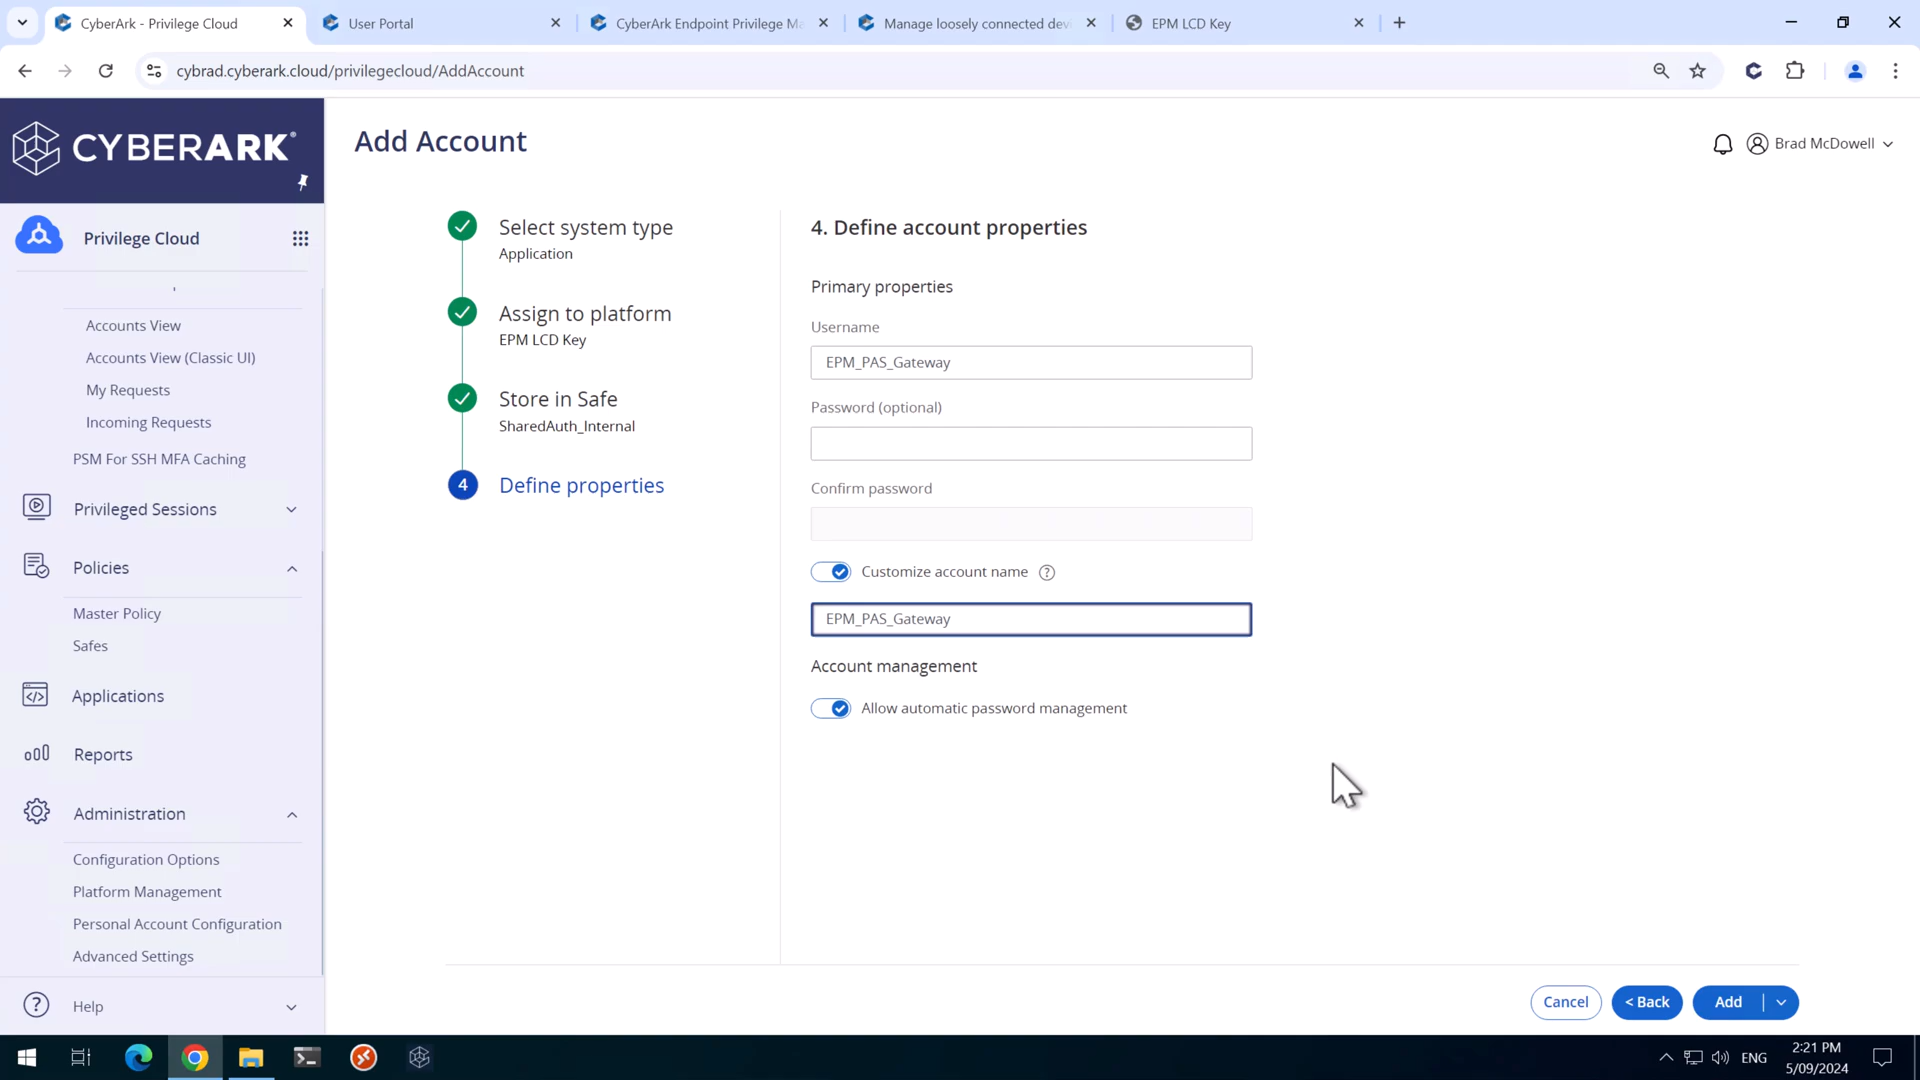 CyberArk - Privilege Cloud
User Portal
CyberArk Endpoint Privilege Ma
Manage loosely connected dev
EPM LCD Key
cybrad.cyberark.cloud/privilegecloud/AddAccount
CYBERARK®
Add Account
Brad McDowell
Privilege Cloud
Accounts View
Accounts View (Classic UI)
My Requests
Incoming Requests
PSM For SSH MFA Caching
Privileged Sessions
Policies
Master Policy
Safes
Applications
Reports
Administration
Configuration Options
Platform Management
Personal Account Configuration
Advanced Settings
Help
Select system type
Application
Assign to platform
EPM LCD Key
Store in Safe
SharedAuth_Internal
4 Define properties
4. Define account properties
Primary properties
Username
EPM_PAS_Gateway
Password (optional)
Confirm password
Customize account name ?
EPM_PAS_Gateway
Account management
Allow automatic password management
Cancel
< Back
Add
ENG
2:21 PM
5/09/2024